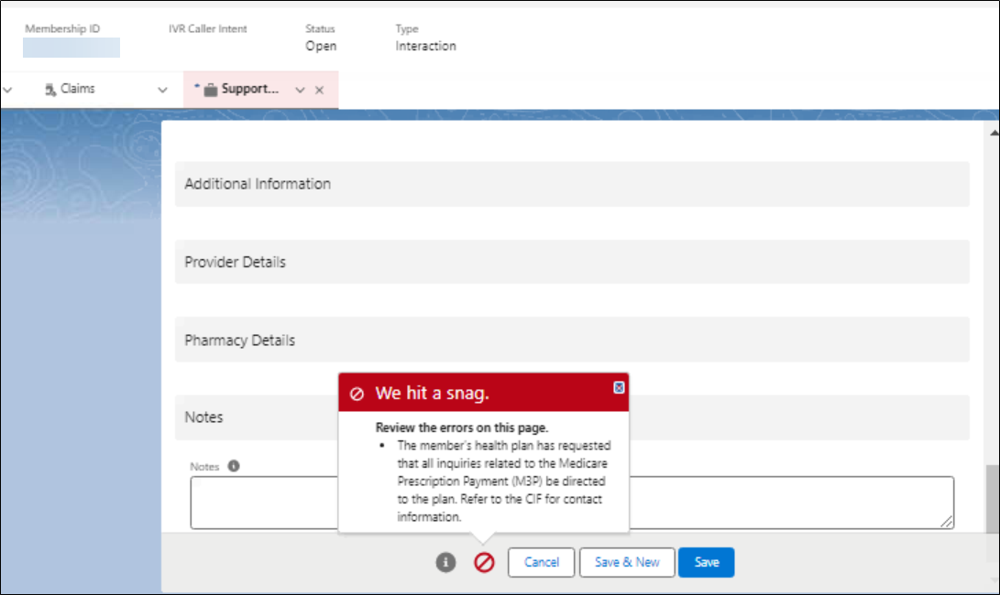 Membership ID
IVR Caller Intent
Status
Type
Open
Interaction
Claims
* Support...
Additional Information
Provider Details
Pharmacy Details
Notes
Notes
We hit a snag.
Review the errors on this page.
• The member's health plan has requested
that all inquiries related to the Medicare
Prescription Payment (M3P) be directed
to the plan. Refer to the CIF for contact
information.
Cancel
Save & New
Save